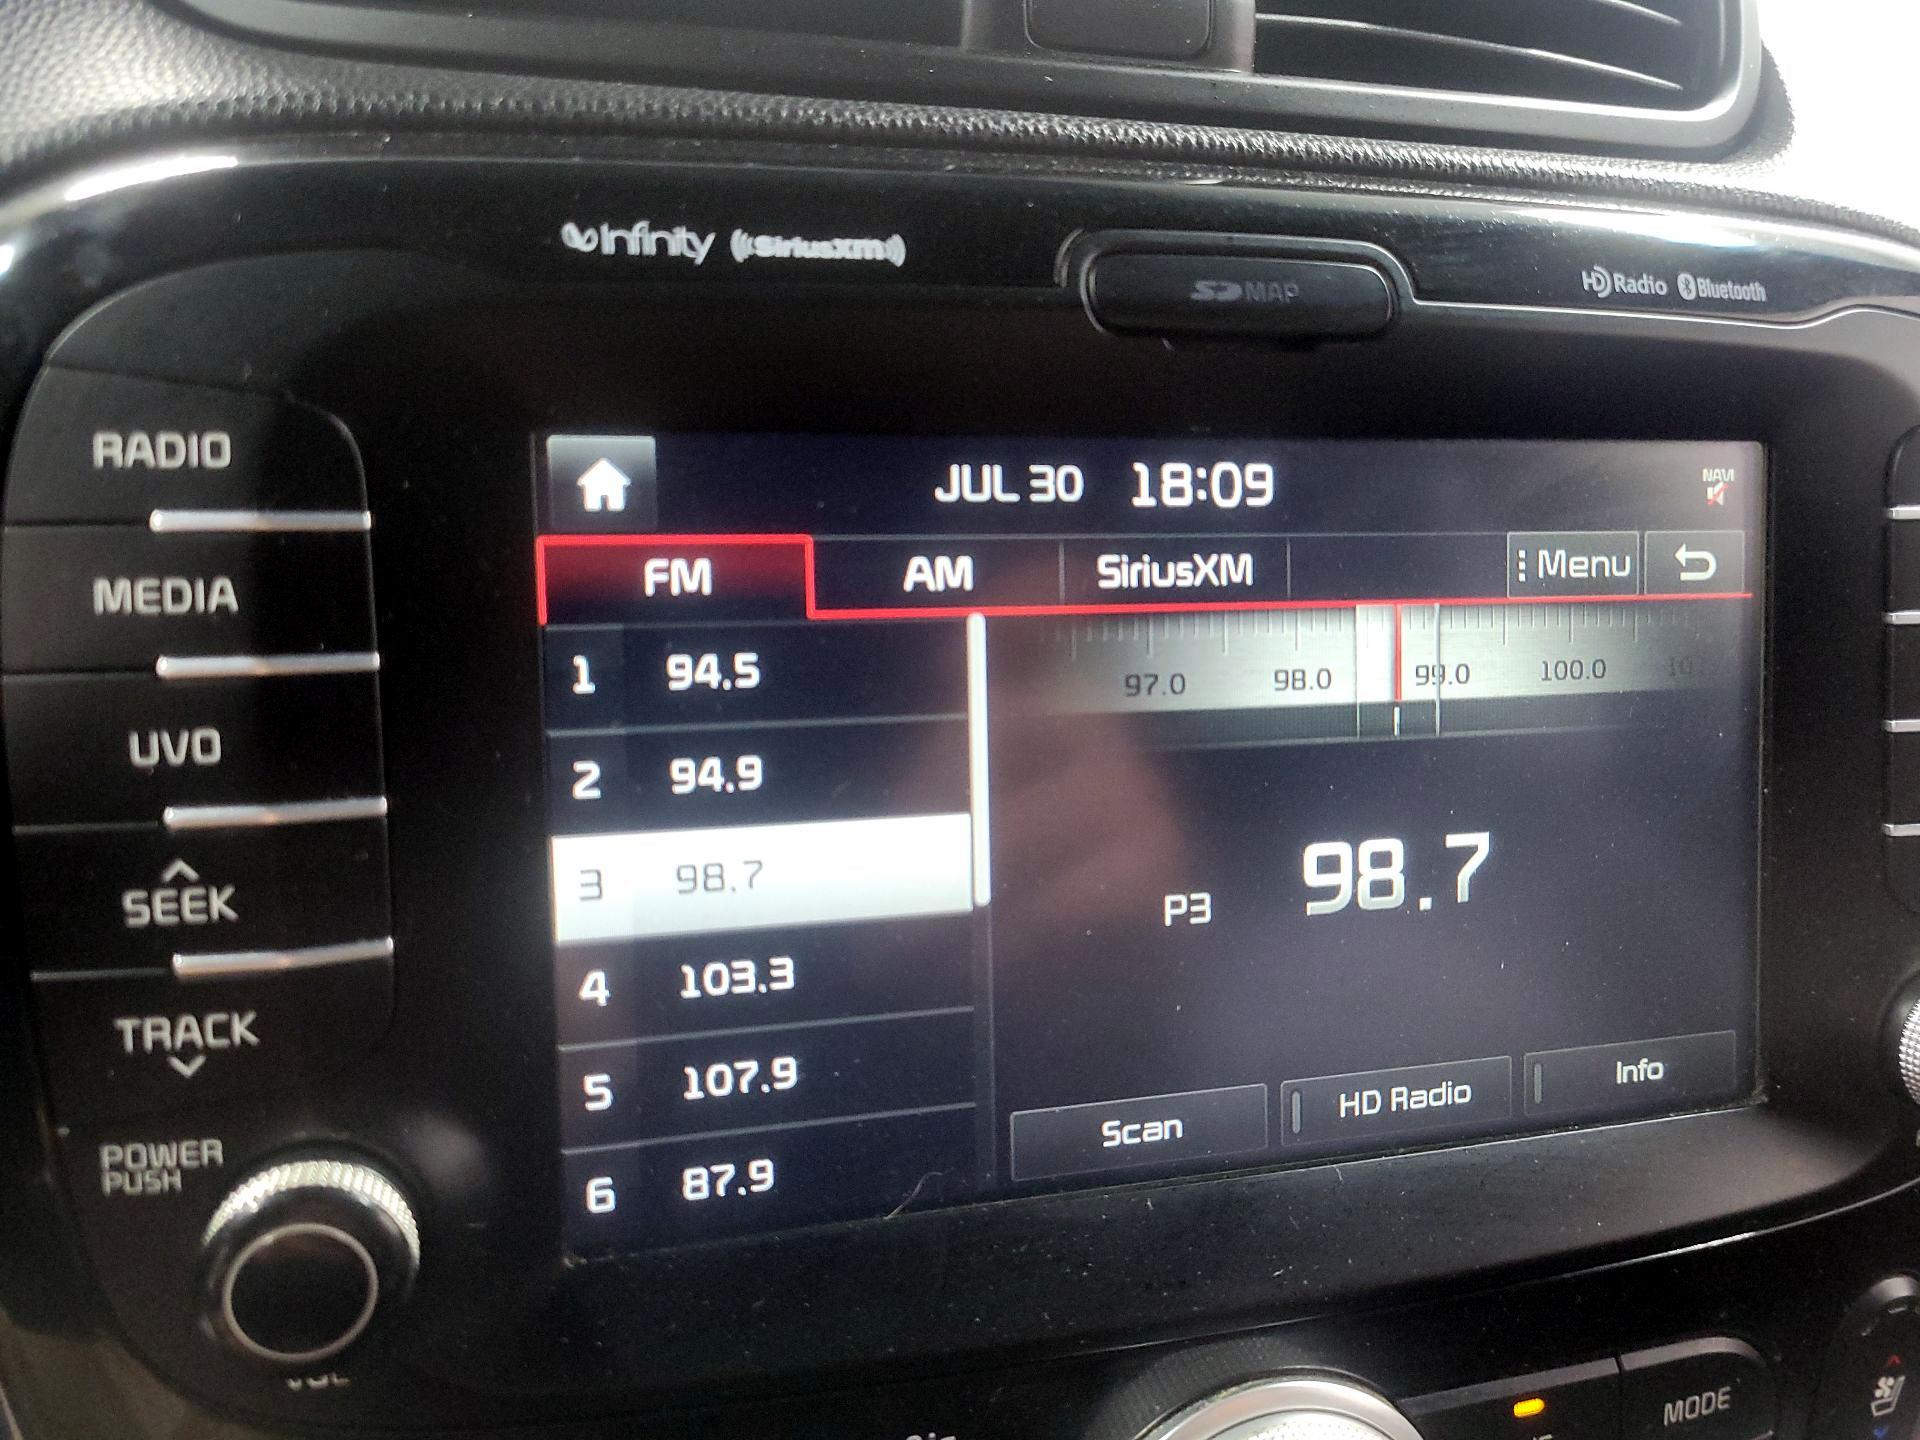 Infinity SiriusXM
SD MAP
HD Radio Bluetooth
RADIO
MEDIA
UVO
SEEK
TRACK
POWER
PUSH
VOL
JUL 30 18:09
NAVI
FM AM SiriusXM Menu
97.0 98.0 99.0 100.0
1 94.5
2 94.9
3 98.7
4 103.3
5 107.9
6 87.9
P3 98.7
Scan HD Radio Info
MODE